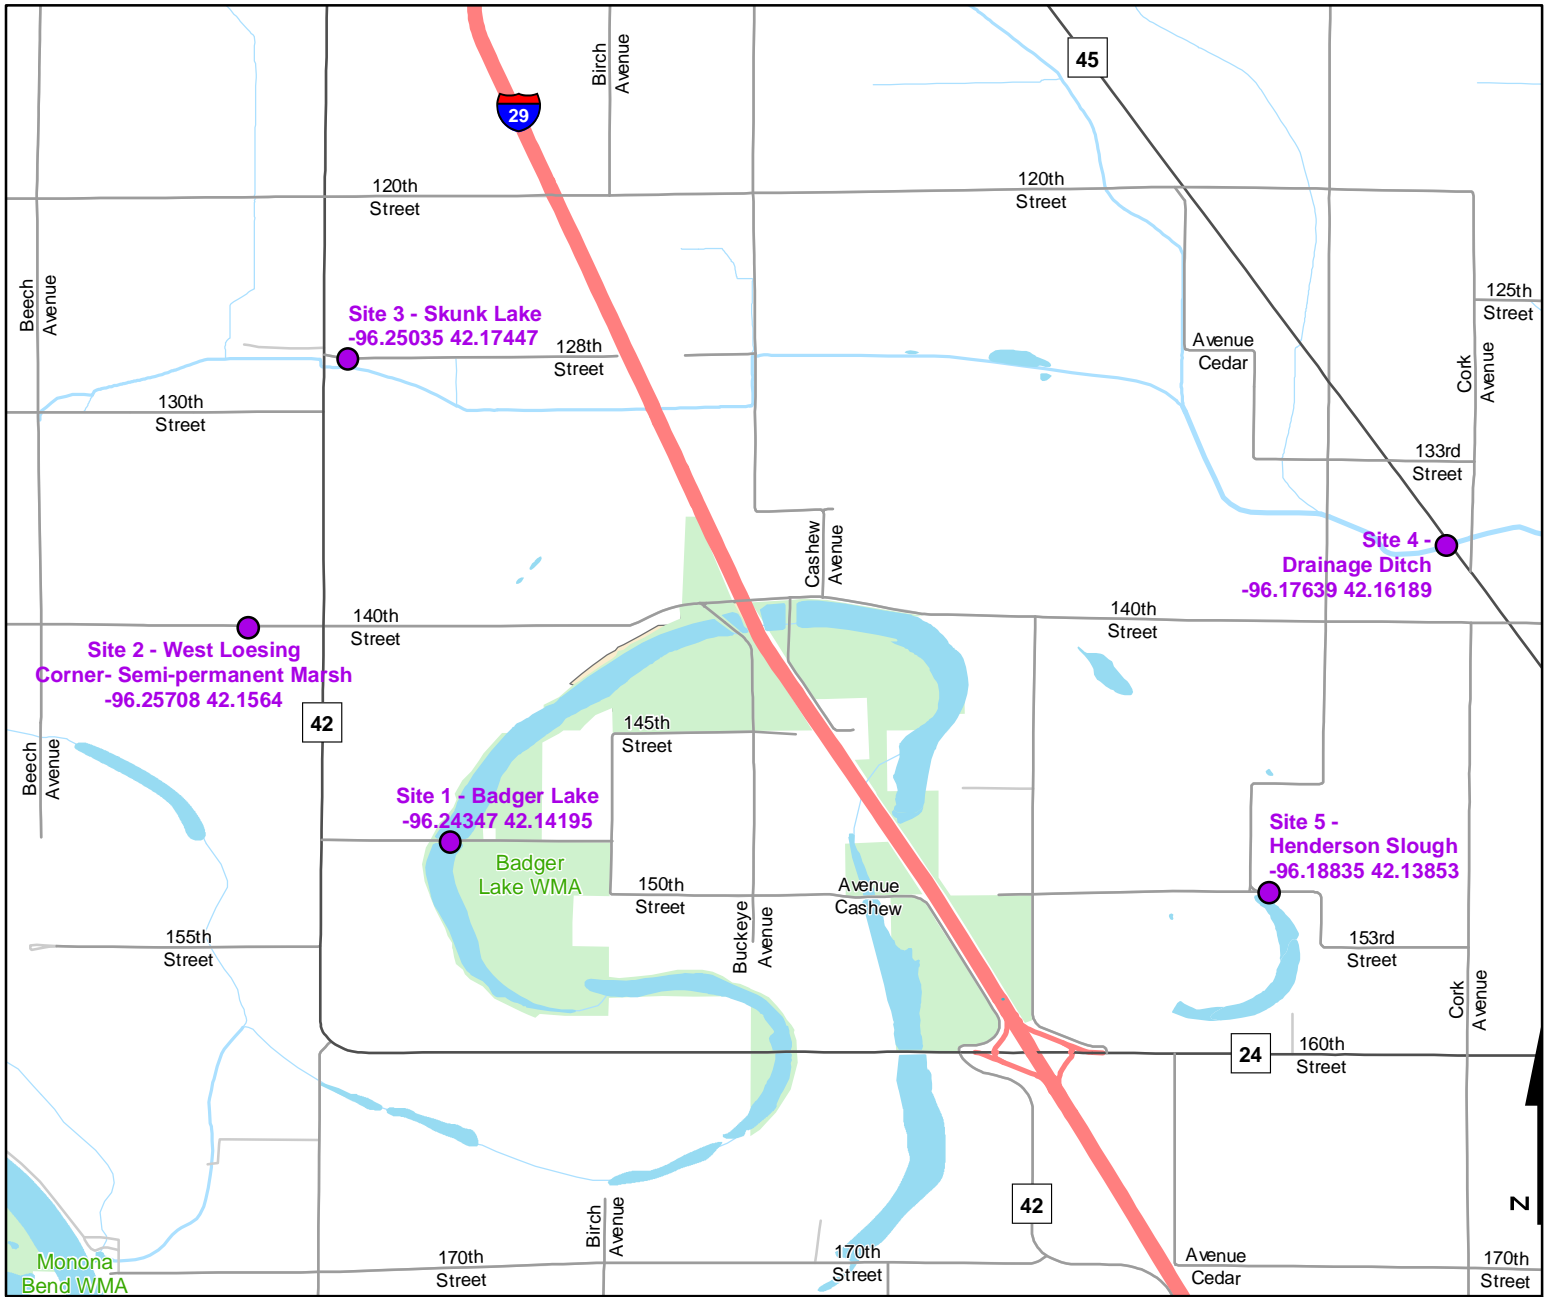 45
Birch
Avenue
29
120th
Street
120th
Street
Beech
Avenue
125th
Street
Site 3 - Skunk Lake
-96.25035 42.17447
128th
Street
Avenue
Cedar
Cork
Avenue
130th
Street
133rd
Street
Cashew
Avenue
Site 4 -
Drainage Ditch
-96.17639 42.16189
140th
Street
140th
Street
Site 2 - West Loesing
Corner- Semi-permanent Marsh
-96.25708 42.1564
42
145th
Street
Beech
Avenue
Site 1 - Badger Lake
-96.24347 42.14195
Site 5 -
Henderson Slough
-96.18835 42.13853
Badger
Lake WMA
150th
Street
Avenue
Cashew
Buckeye
Avenue
155th
Street
153rd
Street
Cork
Avenue
24
160th
Street
42
N
Birch
Avenue
Monona
Bend WMA
170th
Street
170th
Street
Avenue
Cedar
170th
Street